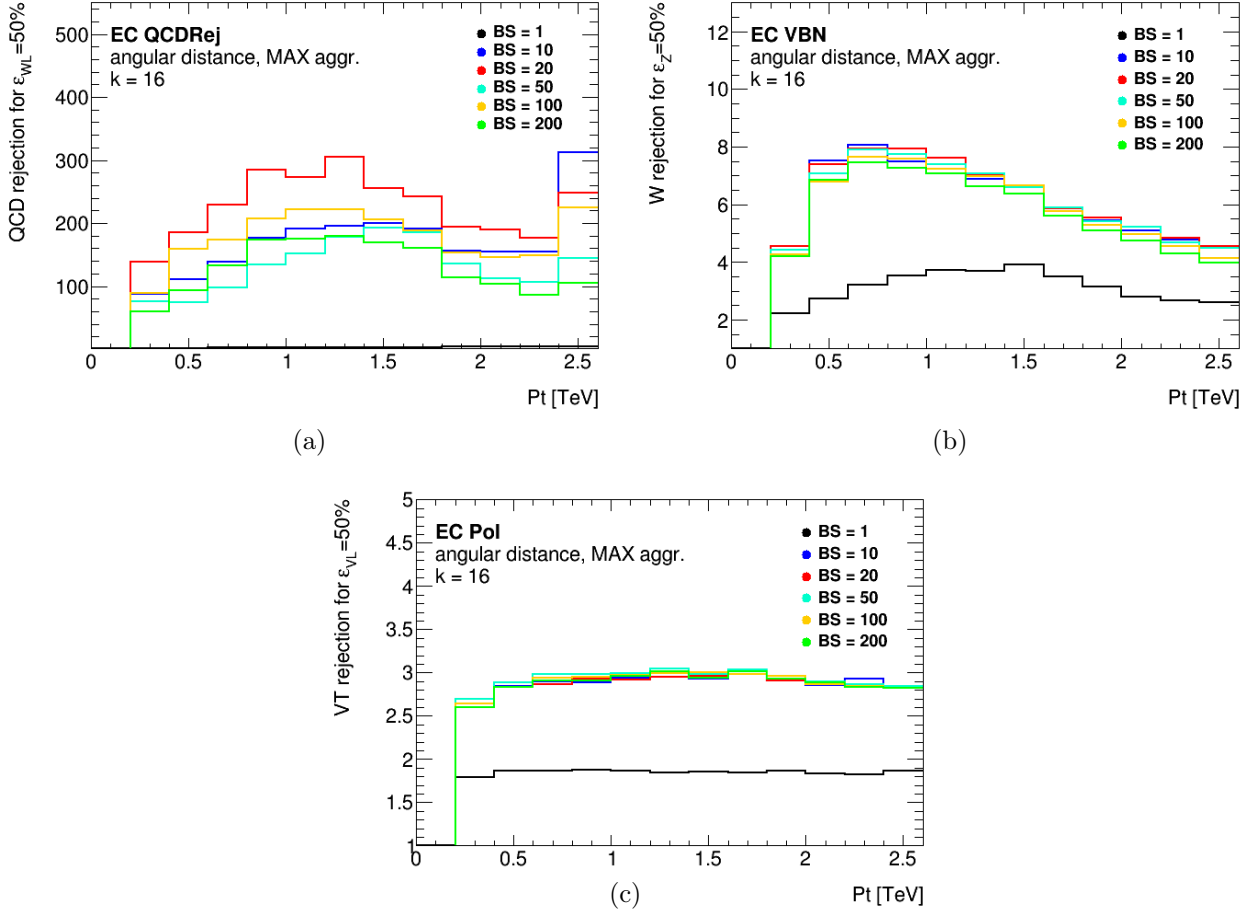 EC QCDRej
angular distance, MAX aggr.
k = 16
BS = 1
BS = 10
BS = 20
BS = 50
BS = 100
BS = 200
QCD rejection for ε_WL=50%
500
400
300
200
100
0 0.5 1 1.5 2 2.5
Pt [TeV]
(a)
EC VBN
angular distance, MAX aggr.
k = 16
BS = 1
BS = 10
BS = 20
BS = 50
BS = 100
BS = 200
W rejection for ε_Z=50%
12
10
8
6
4
2
0 0.5 1 1.5 2 2.5
Pt [TeV]
(b)
EC Pol
angular distance, MAX aggr.
k = 16
BS = 1
BS = 10
BS = 20
BS = 50
BS = 100
BS = 200
VT rejection for ε_VL=50%
5
4.5
4
3.5
3
2.5
2
1.5
1
0 0.5 1 1.5 2 2.5
Pt [TeV]
(c)